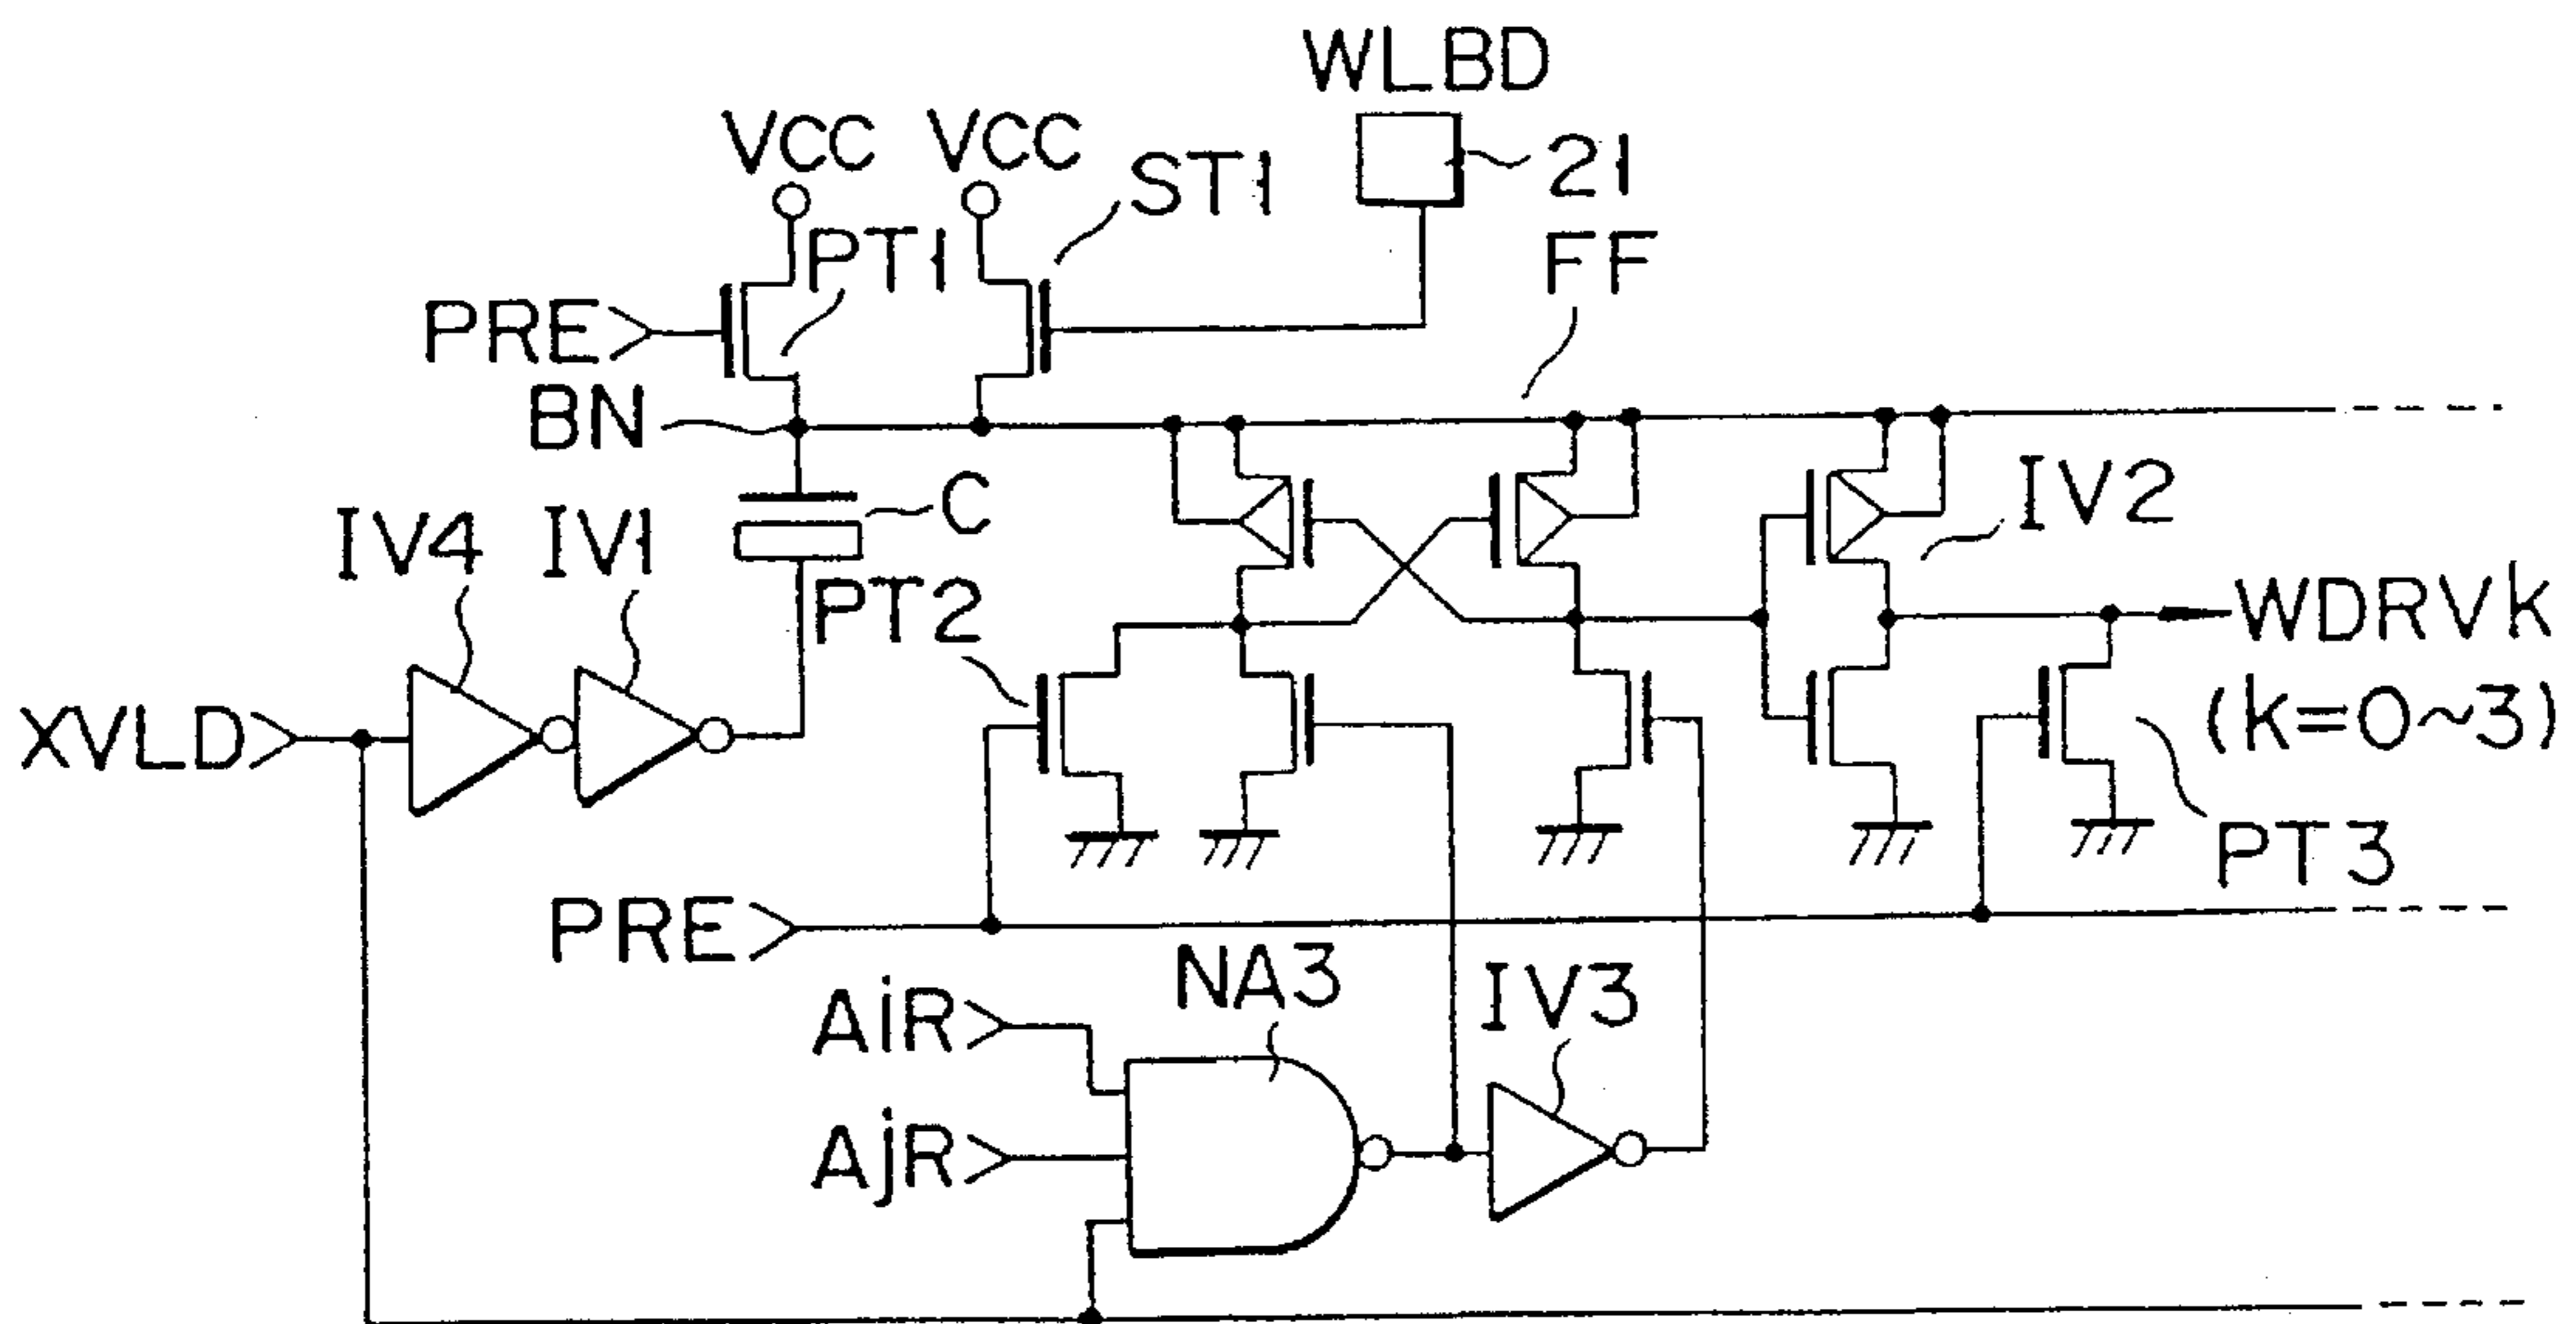 WLBD
VCC
VCC
ST1
21
PT1
FF
PRE
BN
C
IV2
IV4
IV1
PT2
WDRVk
XVLD
(k=0~3)
PT3
PRE
NA3
AiR
IV3
AjR